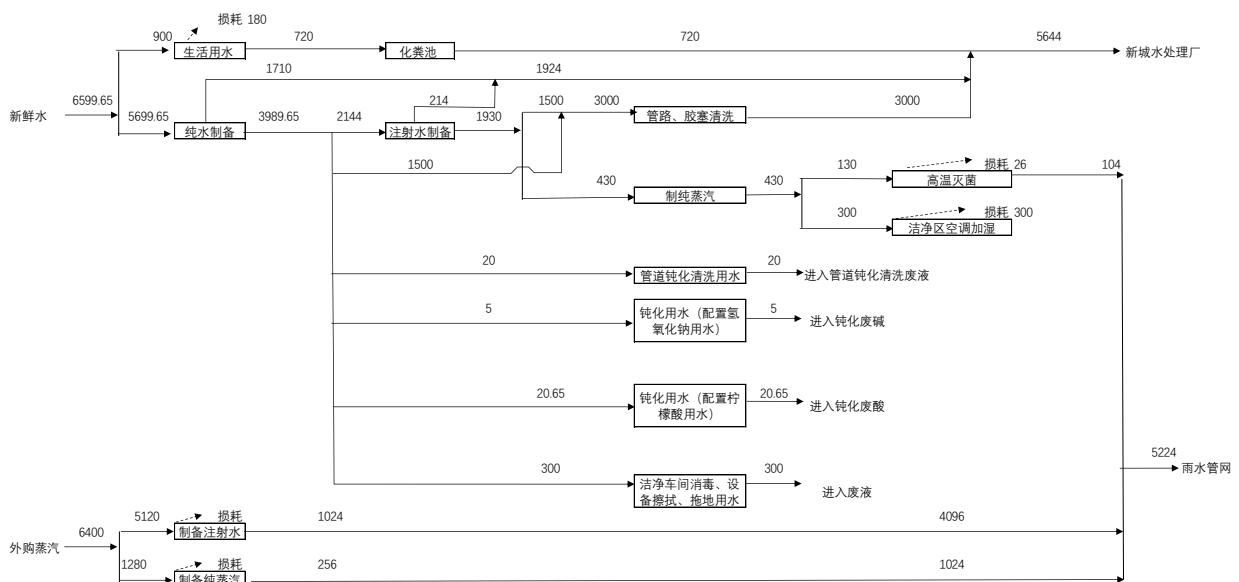 损耗 180
900
生活用水
720
化粪池
720
5644
新城水处理厂
1710
1924
新鲜水
6599.65
5699.65
纯水制备
3989.65
2144
214
注射水制备
1930
1500
3000
管路、胶塞清洗
3000
1500
430
制纯蒸汽
430
130
损耗 26
高温灭菌
104
300
损耗 300
洁净区空调加湿
20
管道钝化清洗用水
20
进入管道钝化清洗废液
5
钝化用水(配置氢
氧化钠用水)
5
进入钝化废碱
20.65
钝化用水(配置柠
檬酸用水)
20.65
进入钝化废酸
300
洁净车间消毒、设
备擦拭、拖地用水
300
进入废液
5224
雨水管网
外购蒸汽
6400
5120
损耗
制备注射水
1024
4096
1280
损耗
制备纯蒸汽
256
1024